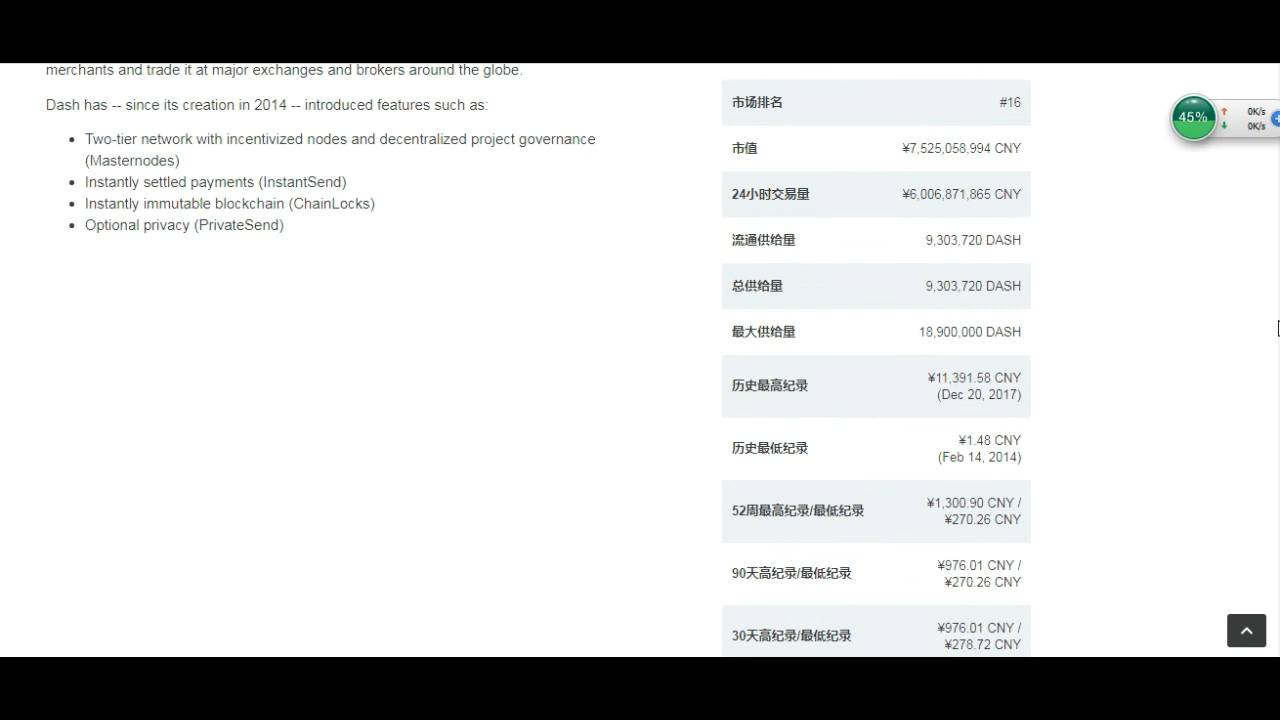 merchants and trade it at major exchanges and brokers around the globe.
Dash has -- since its creation in 2014 -- introduced features such as:
Two-tier network with incentivized nodes and decentralized project governance
(Masternodes)
Instantly settled payments (InstantSend)
Instantly immutable blockchain (ChainLocks)
Optional privacy (PrivateSend)
市场排名 #16
市值 ¥7,525,058,994 CNY
24小时交易量 ¥6,006,871,865 CNY
流通供给量 9,303,720 DASH
总供给量 9,303,720 DASH
最大供给量 18,900,000 DASH
历史最高纪录 ¥11,391.58 CNY
(Dec 20, 2017)
历史最低纪录 ¥1.48 CNY
(Feb 14, 2014)
52周最高纪录/最低纪录 ¥1,300.90 CNY /
¥270.26 CNY
90天高纪录/最低纪录 ¥976.01 CNY /
¥270.26 CNY
30天高纪录/最低纪录 ¥976.01 CNY /
¥278.72 CNY
45%
0K/s
0K/s